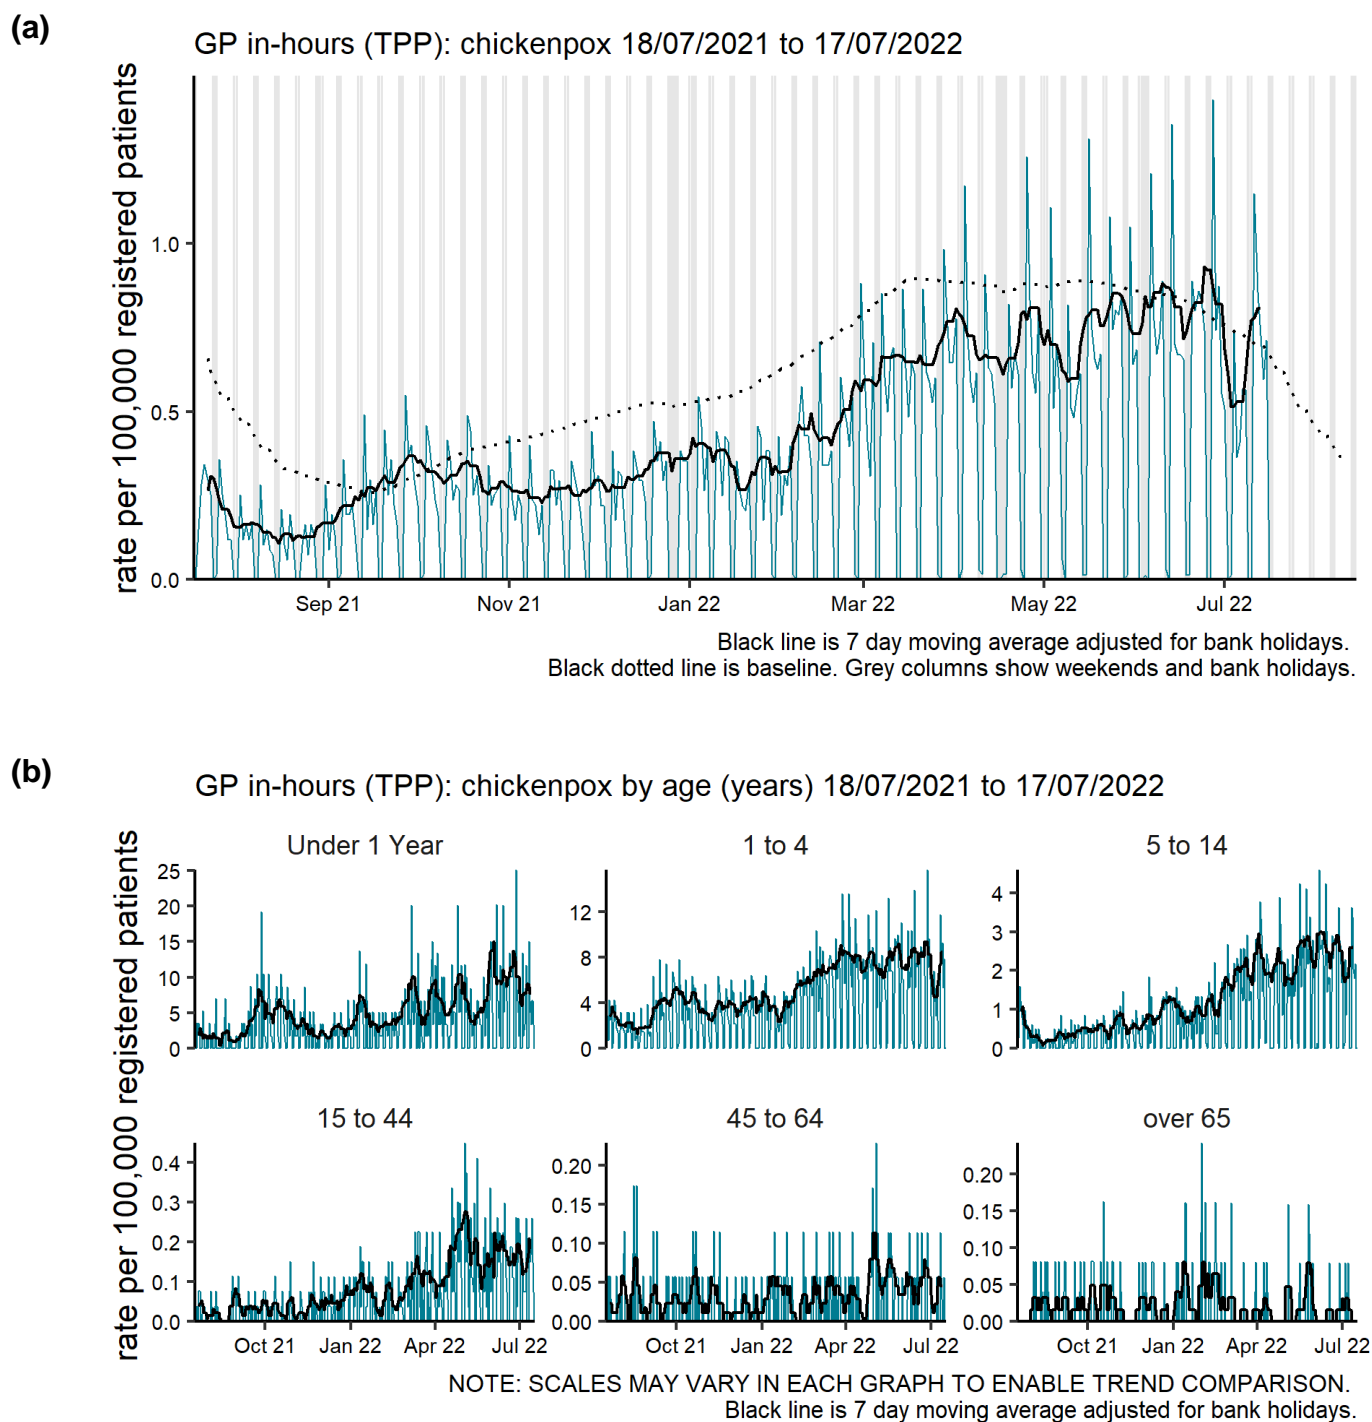 (a)
GP in-hours (TPP): chickenpox 18/07/2021 to 17/07/2022
rate per 100,000 registered patients
1.0
0.5
0.0
Sep 21 Nov 21 Jan 22 Mar 22 May 22 Jul 22
Black line is 7 day moving average adjusted for bank holidays.
Black dotted line is baseline. Grey columns show weekends and bank holidays.
(b)
GP in-hours (TPP): chickenpox by age (years) 18/07/2021 to 17/07/2022
rate per 100,000 registered patients
Under 1 Year
25
20
15
10
5
0
1 to 4
12
8
4
0
5 to 14
4
3
2
1
0
15 to 44
0.4
0.3
0.2
0.1
0.0
Oct 21 Jan 22 Apr 22 Jul 22
45 to 64
0.20
0.15
0.10
0.05
0.00
Oct 21 Jan 22 Apr 22 Jul 22
over 65
0.20
0.15
0.10
0.05
0.00
Oct 21 Jan 22 Apr 22 Jul 22
NOTE: SCALES MAY VARY IN EACH GRAPH TO ENABLE TREND COMPARISON.
Black line is 7 day moving average adjusted for bank holidays.